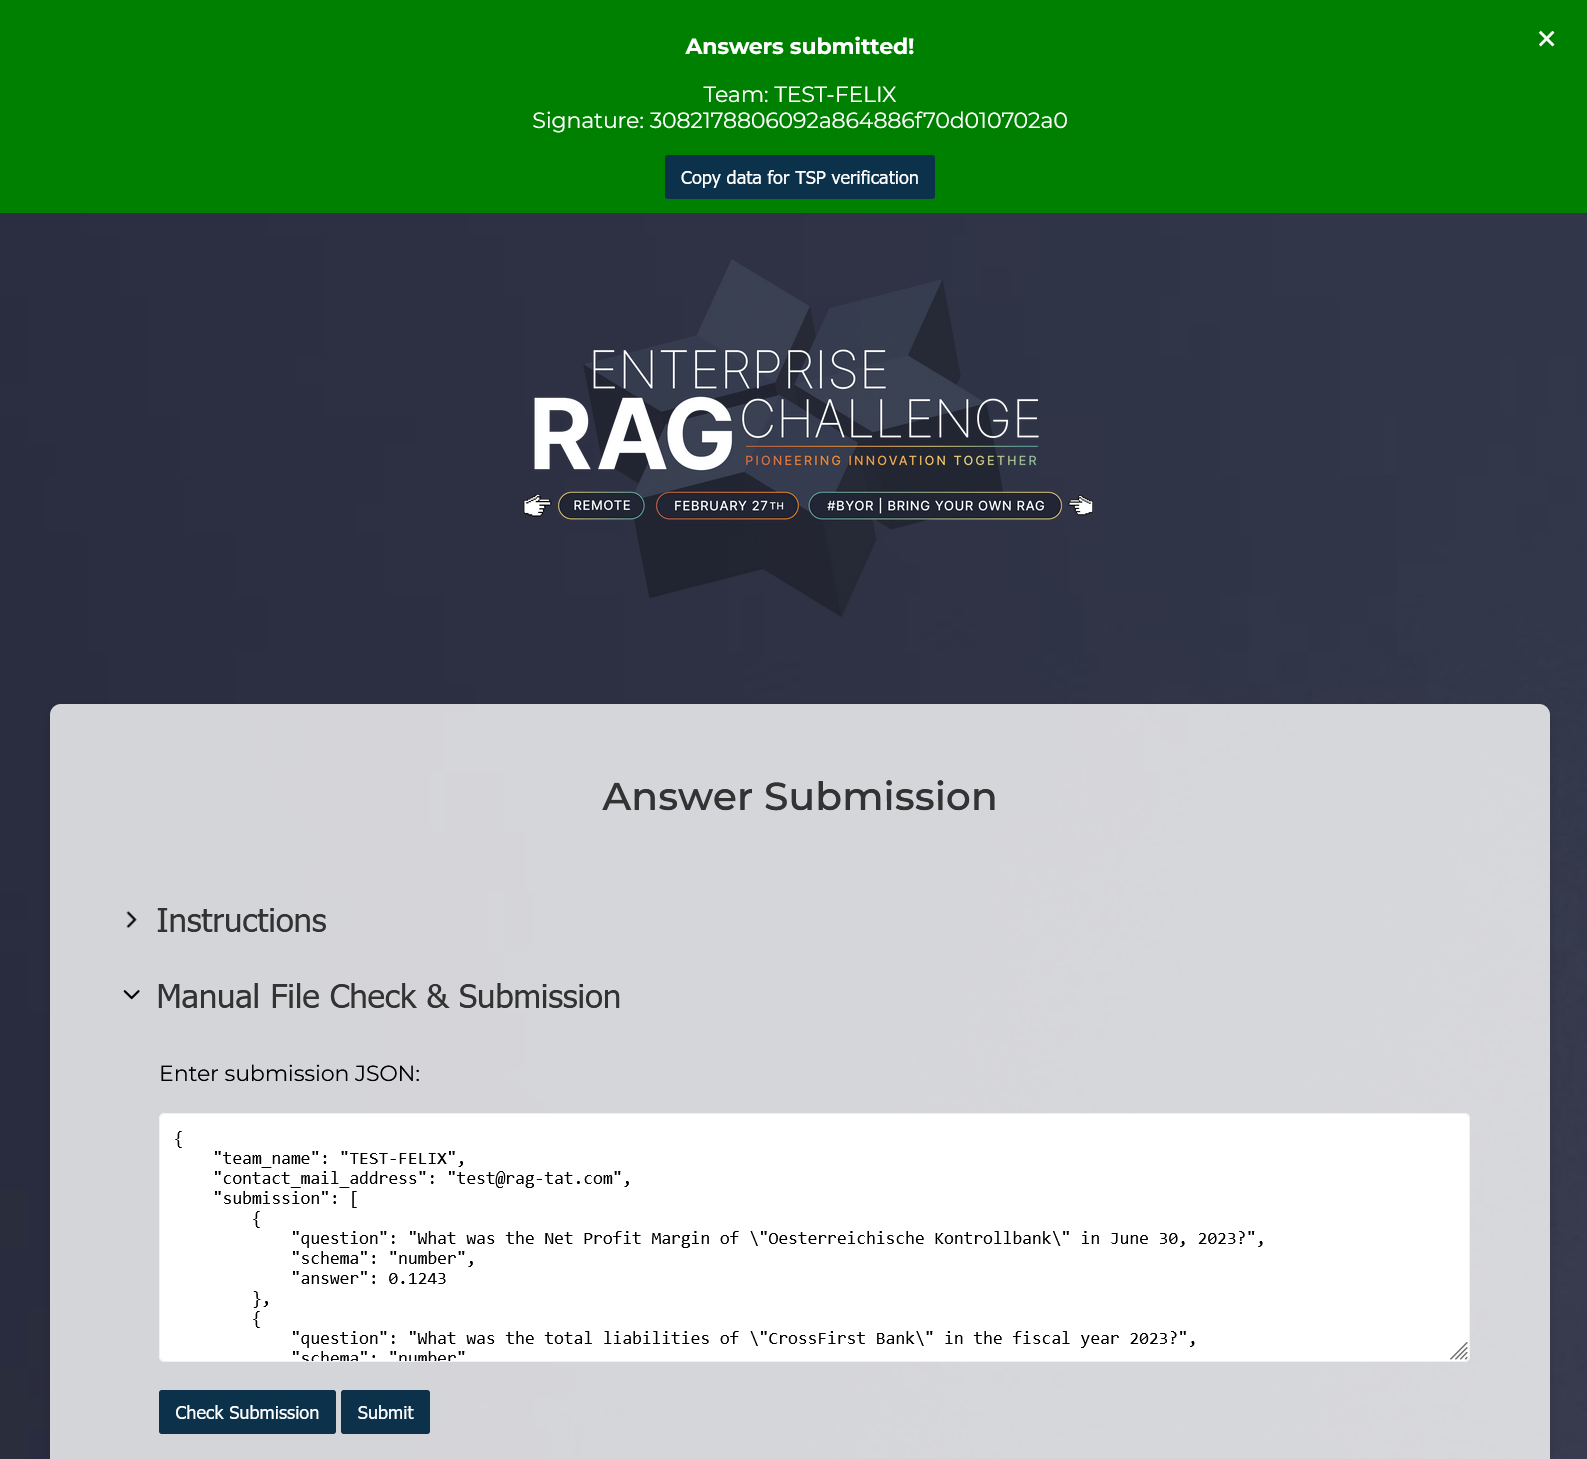 Answers submitted!
Team: TEST-FELIX
Signature: 3082178806092a864886f70d010702a0
Copy data for TSP verification
ENTERPRISE
RAG CHALLENGE
PIONEERING INNOVATION TOGETHER
REMOTE
FEBRUARY 27TH
#BYOR | BRING YOUR OWN RAG
Answer Submission
Instructions
Manual File Check & Submission
Enter submission JSON:
{
    "team_name": "TEST-FELIX",
    "contact_mail_address": "test@rag-tat.com",
    "submission": [
        {
            "question": "What was the Net Profit Margin of \"Oesterreichische Kontrollbank\" in June 30, 2023?",
            "schema": "number",
            "answer": 0.1243
        },
        {
            "question": "What was the total liabilities of \"CrossFirst Bank\" in the fiscal year 2023?",
            "schema": "number"
Check Submission
Submit